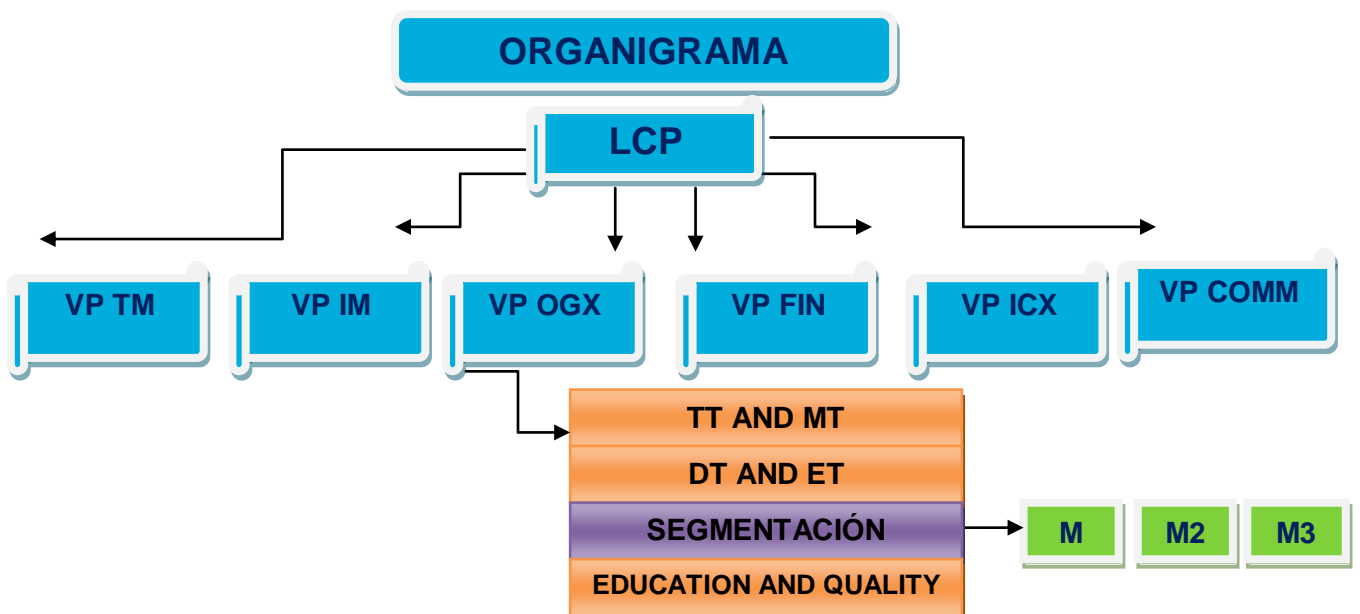 ORGANIGRAMA
LCP
VP TM
VP IM
VP OGX
VP FIN
VP ICX
VP COMM
TT AND MT
DT AND ET
SEGMENTACIÓN
EDUCATION AND QUALITY
M
M2
M3